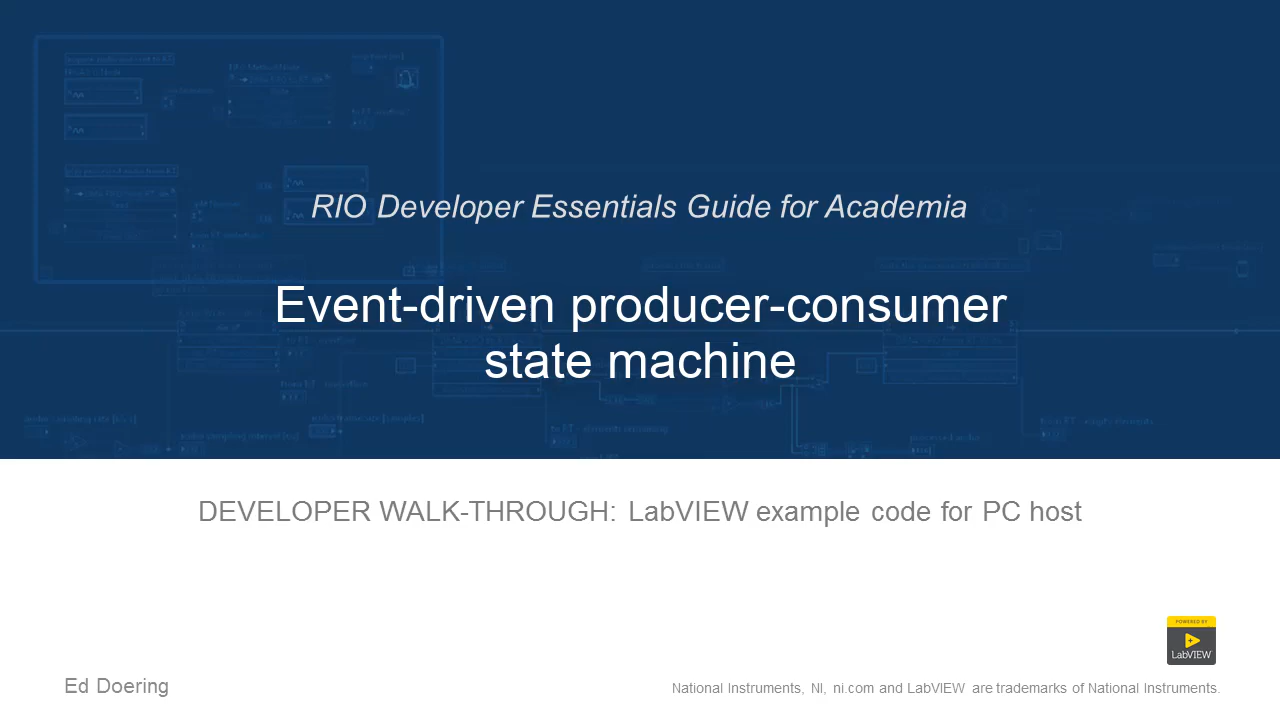 RIO Developer Essentials Guide for Academia
Event-driven producer-consumer
state machine
DEVELOPER WALK-THROUGH: LabVIEW example code for PC host
POWERED BY
LabVIEW
Ed Doering
National Instruments, NI, ni.com and LabVIEW are trademarks of National Instruments.